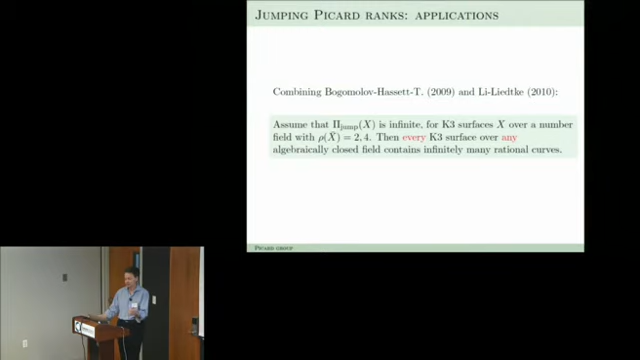 Jumping Picard ranks: applications
Combining Bogomolov-Hassett-T. (2009) and Li-Liedtke (2010):
Assume that Π_jump(X) is infinite, for K3 surfaces X over a number
field with ρ(X̄) = 2, 4. Then every K3 surface over any
algebraically closed field contains infinitely many rational curves.
Picard group